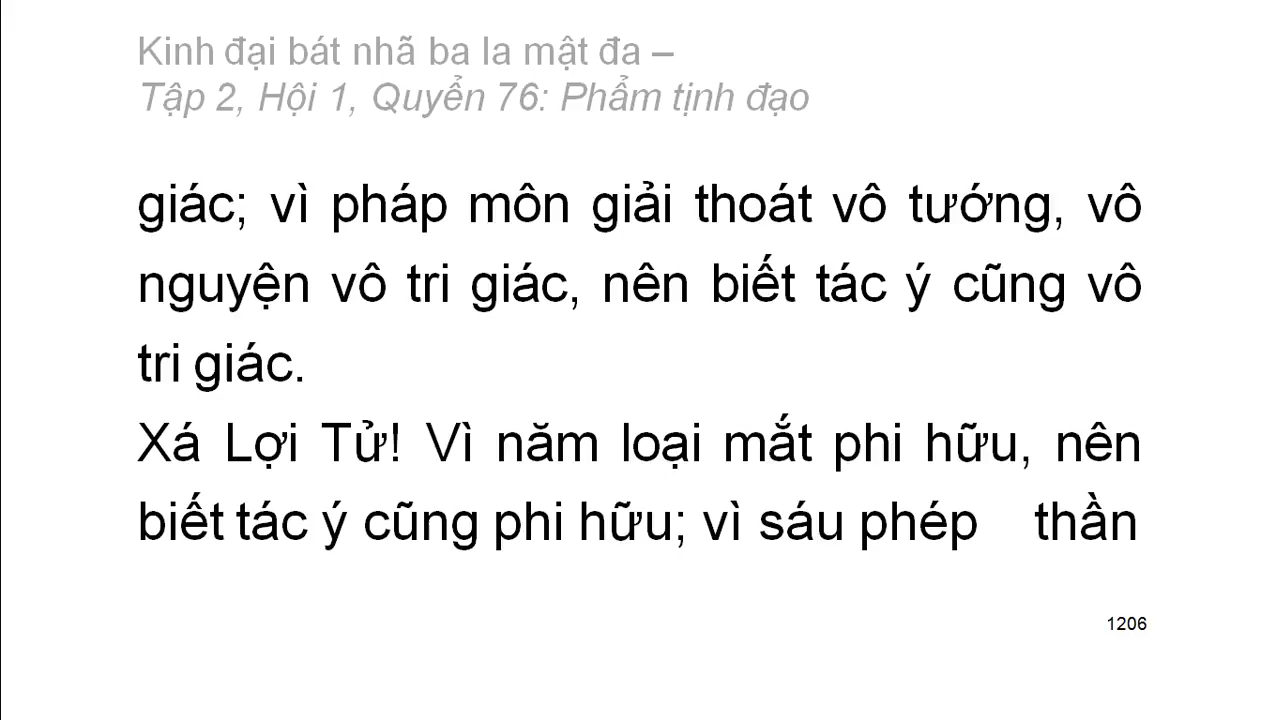 Kinh đại bát nhã ba la mật đa –
Tập 2, Hội 1, Quyển 76: Phẩm tịnh đạo
giác; vì pháp môn giải thoát vô tướng, vô
nguyện vô tri giác, nên biết tác ý cũng vô
tri giác.
Xá Lợi Tử! Vì năm loại mắt phi hữu, nên
biết tác ý cũng phi hữu; vì sáu phép thần
1206